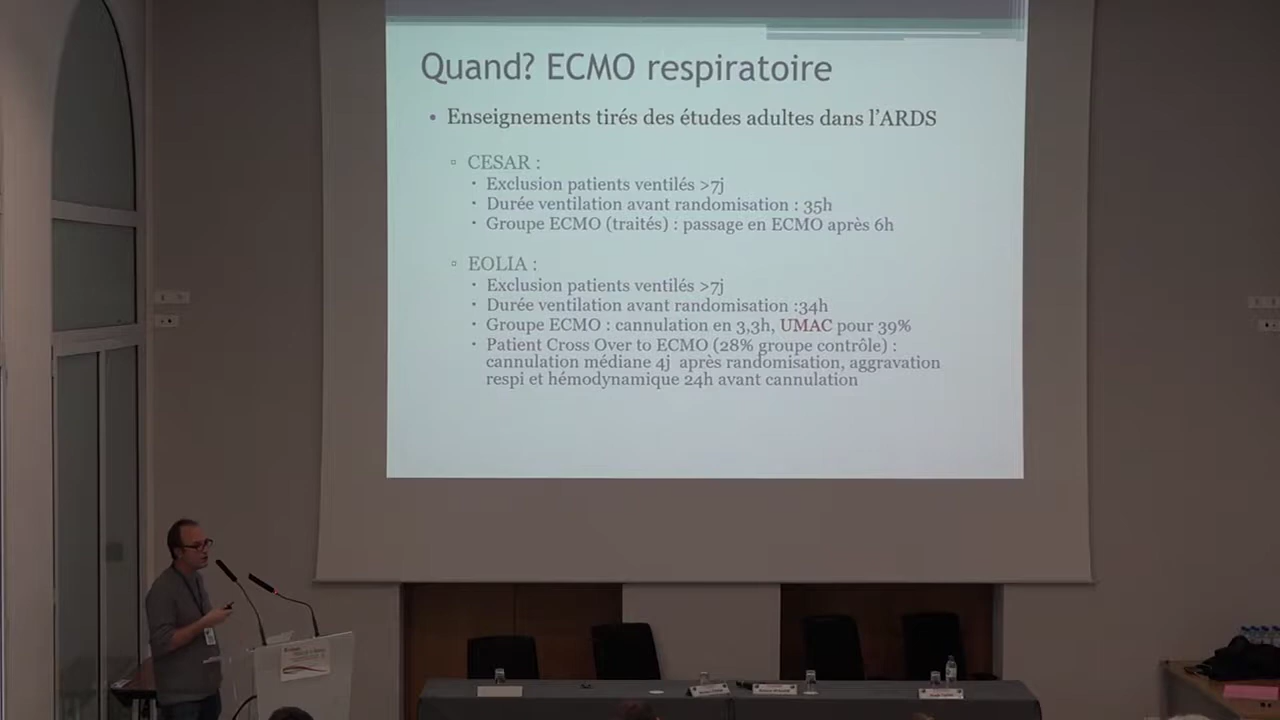 Quand? ECMO respiratoire
• Enseignements tirés des études adultes dans l'ARDS
▫ CESAR :
• Exclusion patients ventilés >7j
• Durée ventilation avant randomisation : 35h
• Groupe ECMO (traités) : passage en ECMO après 6h
▫ EOLIA :
• Exclusion patients ventilés >7j
• Durée ventilation avant randomisation :34h
• Groupe ECMO : cannulation en 3,3h, UMAC pour 39%
• Patient Cross Over to ECMO (28% groupe contrôle) :
cannulation médiane 4j après randomisation, aggravation
respi et hémodynamique 24h avant cannulation